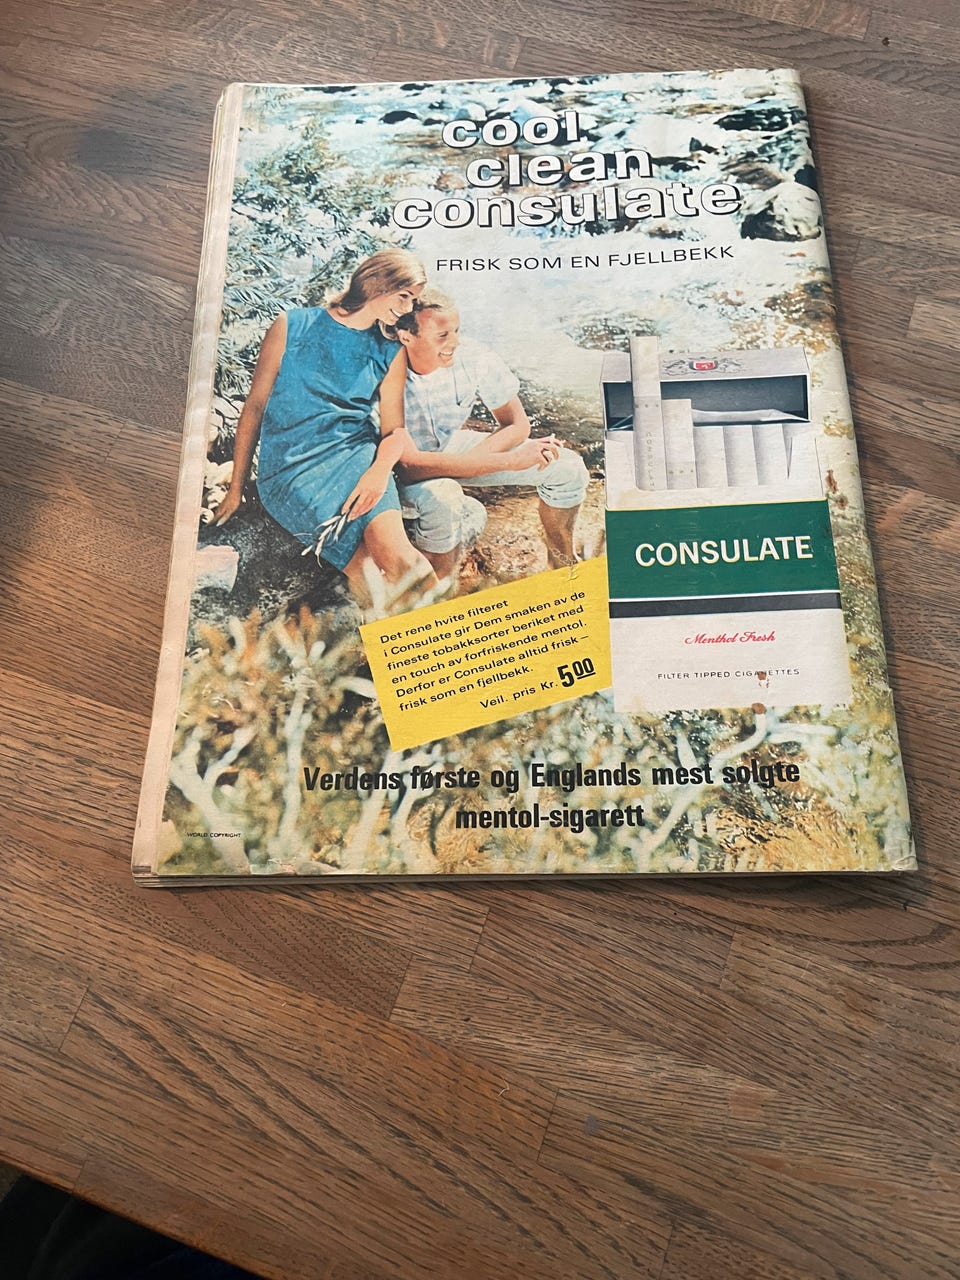 cool
clean
consulate
FRISK SOM EN FJELLBEKK
CONSULATE
Menthol Fresh
FILTER TIPPED CIGARETTES
Det rene hvite filteret
i Consulate gir Dem smaken av de
fineste tobakksorter beriket med
en touch av forfriskende mentol.
Derfor er Consulate alltid frisk –
frisk som en fjellbekk.
Veil. pris Kr. 5.00
Verdens første og Englands mest solgte
mentol-sigarett
WORLD COPYRIGHT